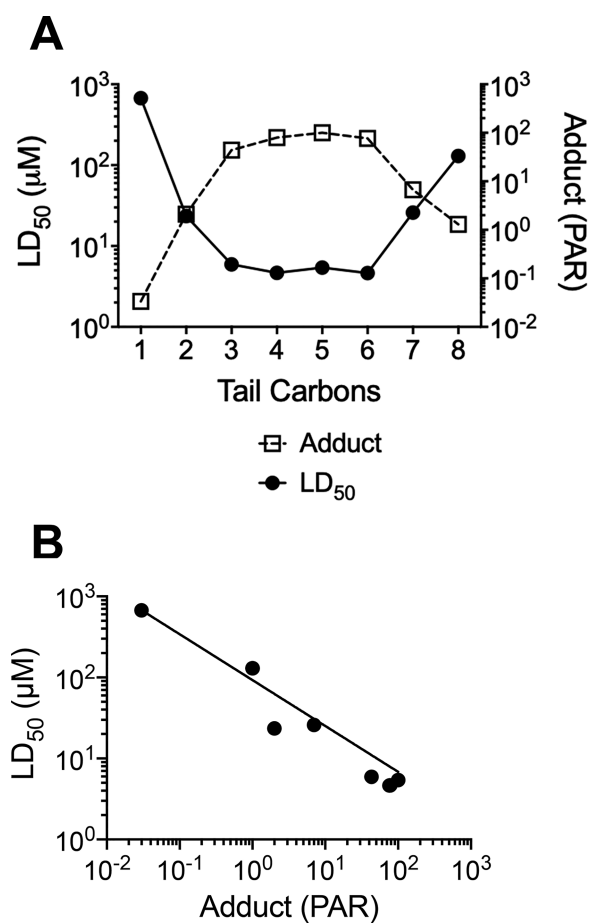 A
10³
10²
10¹
10⁰
LD₅₀ (μM)
10³
10²
10¹
10⁰
10⁻¹
10⁻²
Adduct (PAR)
1 2 3 4 5 6 7 8
Tail Carbons
Adduct
LD₅₀
B
10³
10²
10¹
10⁰
LD₅₀ (μM)
10⁻² 10⁻¹ 10⁰ 10¹ 10² 10³
Adduct (PAR)